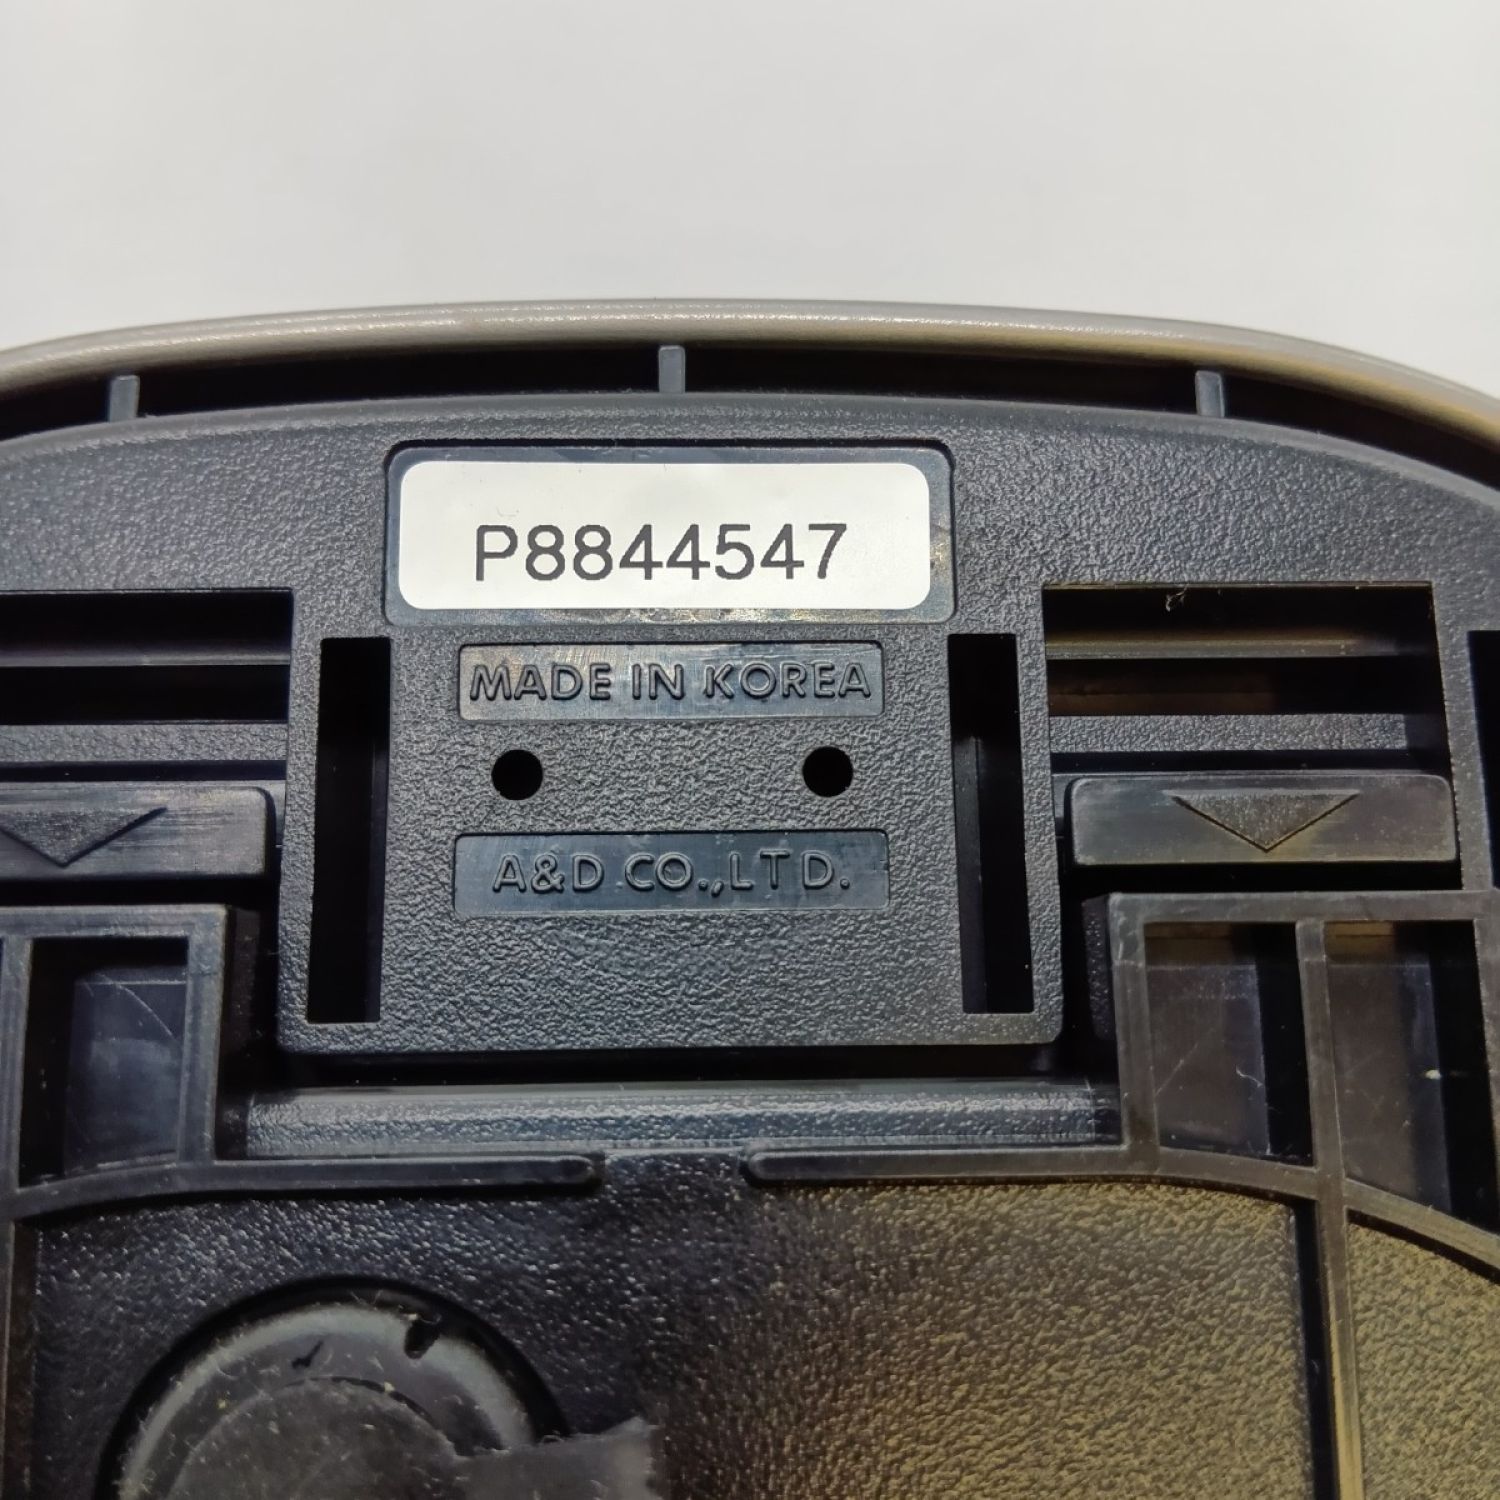 P8844547
MADE IN KOREA
A&D CO.,LTD.